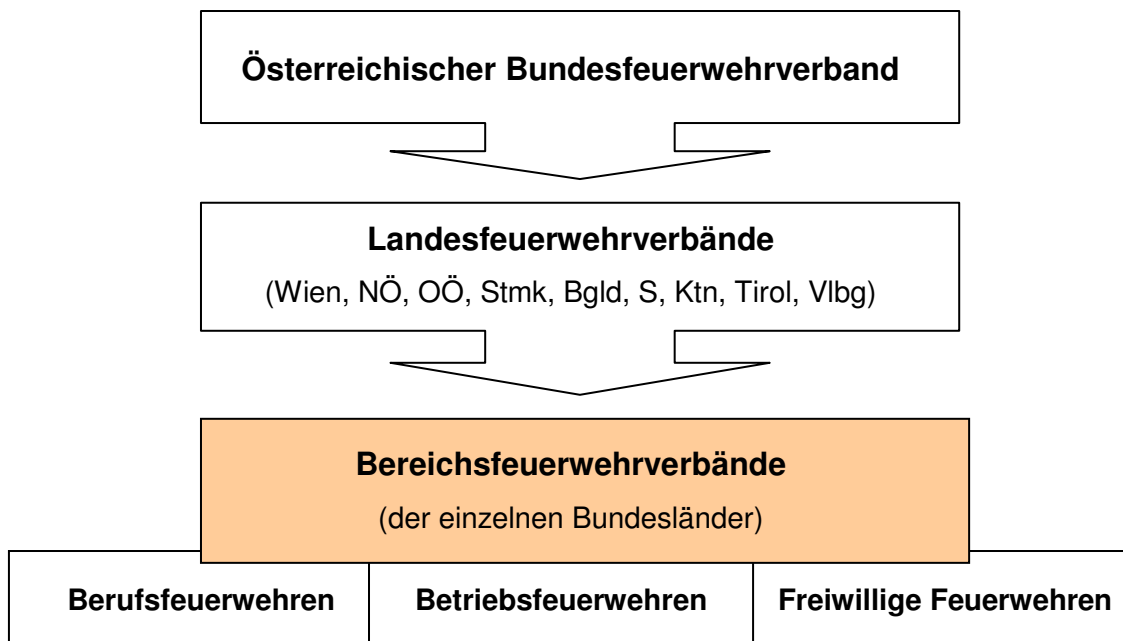 Österreichischer Bundesfeuerwehrverband
Landesfeuerwehrverbände
(Wien, NÖ, OÖ, Stmk, Bgld, S, Ktn, Tirol, Vlbg)
Bereichsfeuerwehrverbände
(der einzelnen Bundesländer)
Berufsfeuerwehren
Betriebsfeuerwehren
Freiwillige Feuerwehren